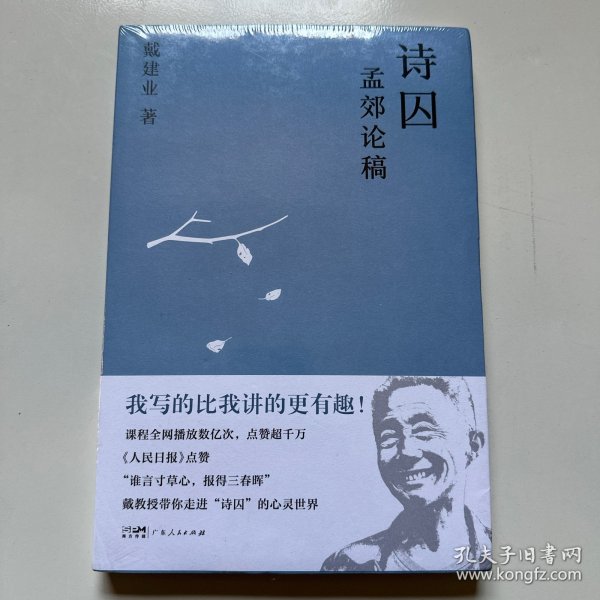 诗囚
孟郊论稿
戴建业 著
我写的比我讲的更有趣！
课程全网播放数亿次，点赞超千万
《人民日报》点赞
“谁言寸草心，报得三春晖”
戴教授带你走进“诗囚”的心灵世界
南方传媒 广东人民出版社
孔夫子旧书网
www.kongfz.com